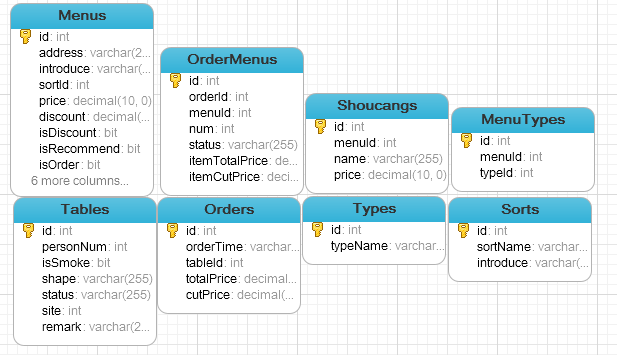 Menus
id: int
address: varchar(2...
introduce: varchar(...
sortId: int
price: decimal(10, 0)
discount: decimal(...
isDiscount: bit
isRecommend: bit
isOrder: bit
6 more columns...
OrderMenus
id: int
orderId: int
menuId: int
num: int
status: varchar(255)
itemTotalPrice: de...
itemCutPrice: deci...
Shoucangs
id: int
menuId: int
name: varchar(255)
price: decimal(10, 0)
MenuTypes
id: int
menuId: int
typeId: int
Tables
id: int
personNum: int
isSmoke: bit
shape: varchar(255)
status: varchar(255)
site: int
remark: varchar(2...
Orders
id: int
orderTime: varchar...
tableId: int
totalPrice: decimal...
cutPrice: decimal(...
Types
id: int
typeName: varchar...
Sorts
id: int
sortName: varchar...
introduce: varchar(...